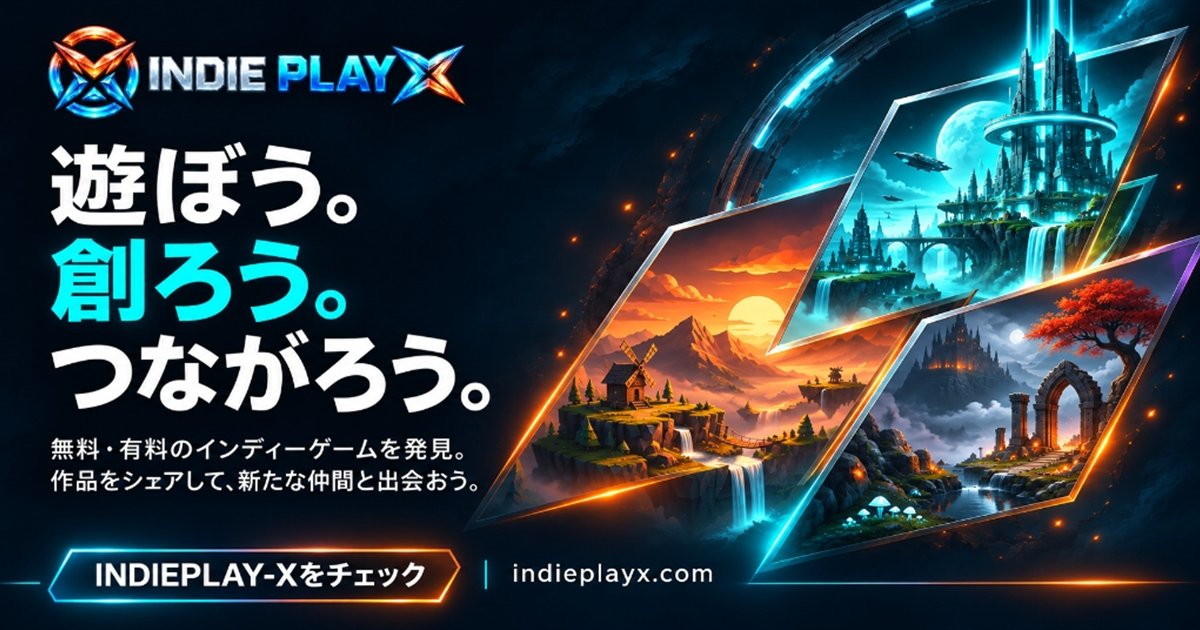 INDIE PLAY X
遊ぼう。
創ろう。
つながろう。
無料・有料のインディーゲームを発見。
作品をシェアして、新たな仲間と出会おう。
INDIEPLAY-Xをチェック
indieplayx.com